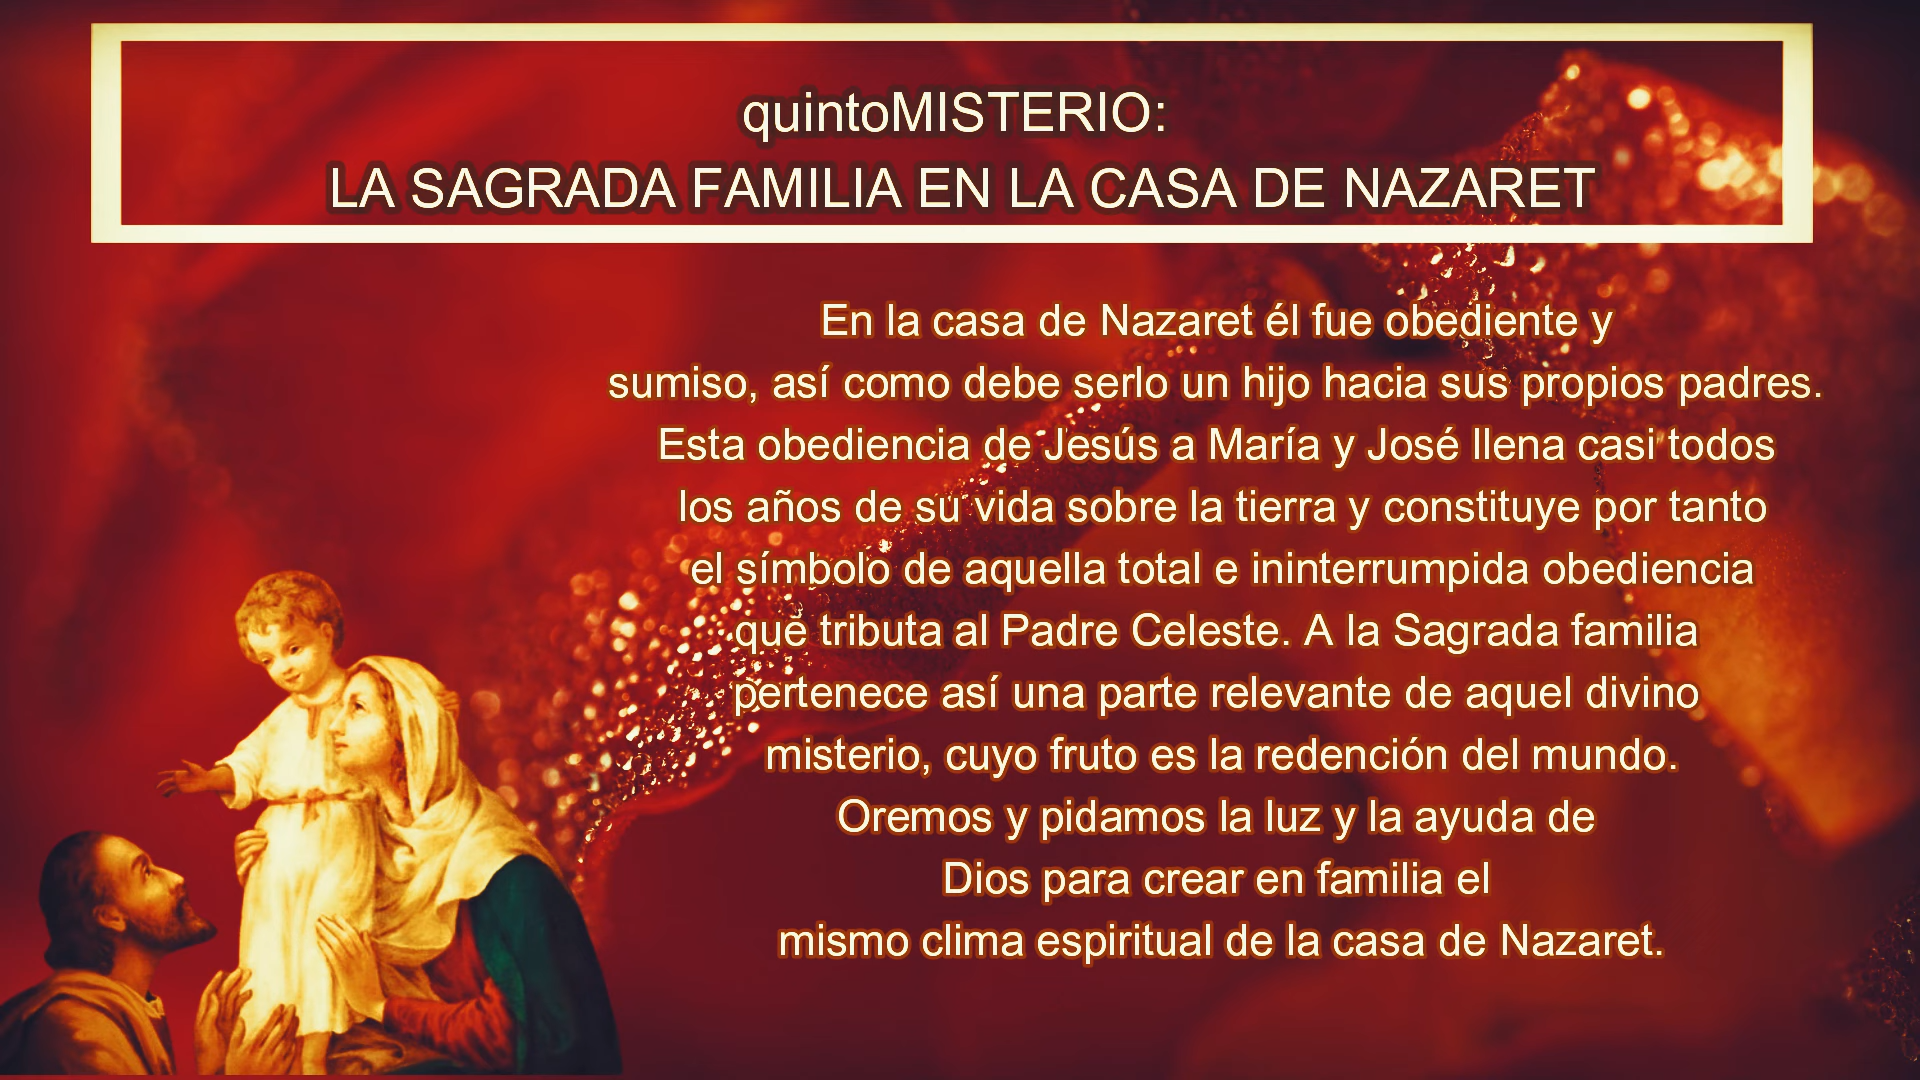 quintoMISTERIO:
LA SAGRADA FAMILIA EN LA CASA DE NAZARET
En la casa de Nazaret él fue obediente y
sumiso, así como debe serlo un hijo hacia sus propios padres.
Esta obediencia de Jesús a María y José llena casi todos
los años de su vida sobre la tierra y constituye por tanto
el símbolo de aquella total e ininterrumpida obediencia
que tributa al Padre Celeste. A la Sagrada familia
pertenece así una parte relevante de aquel divino
misterio, cuyo fruto es la redención del mundo.
Oremos y pidamos la luz y la ayuda de
Dios para crear en familia el
mismo clima espiritual de la casa de Nazaret.